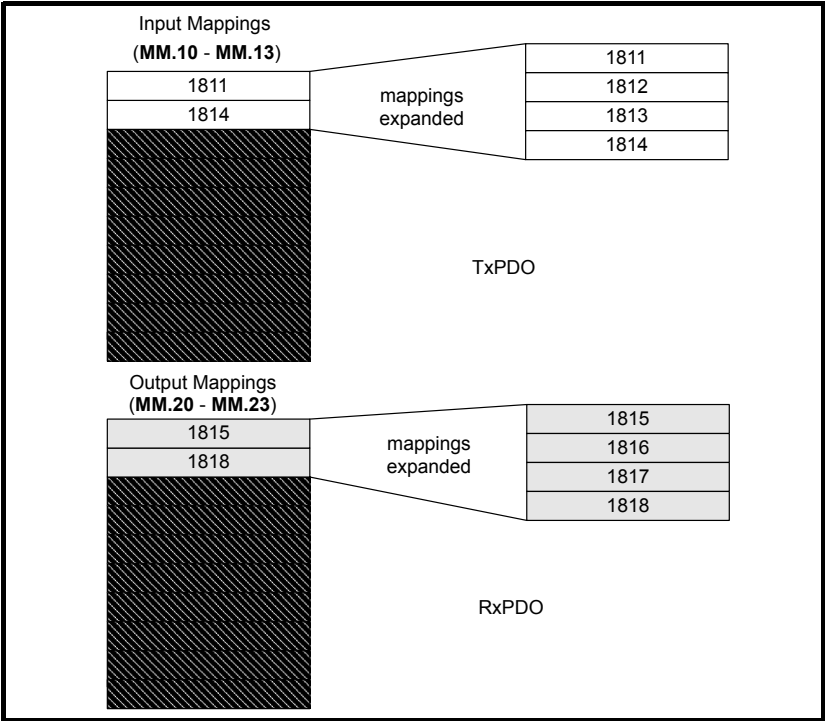 Input Mappings
(MM.10 - MM.13)
1811
1814
mappings
expanded
1811
1812
1813
1814
TxPDO
Output Mappings
(MM.20 - MM.23)
1815
1818
mappings
expanded
1815
1816
1817
1818
RxPDO